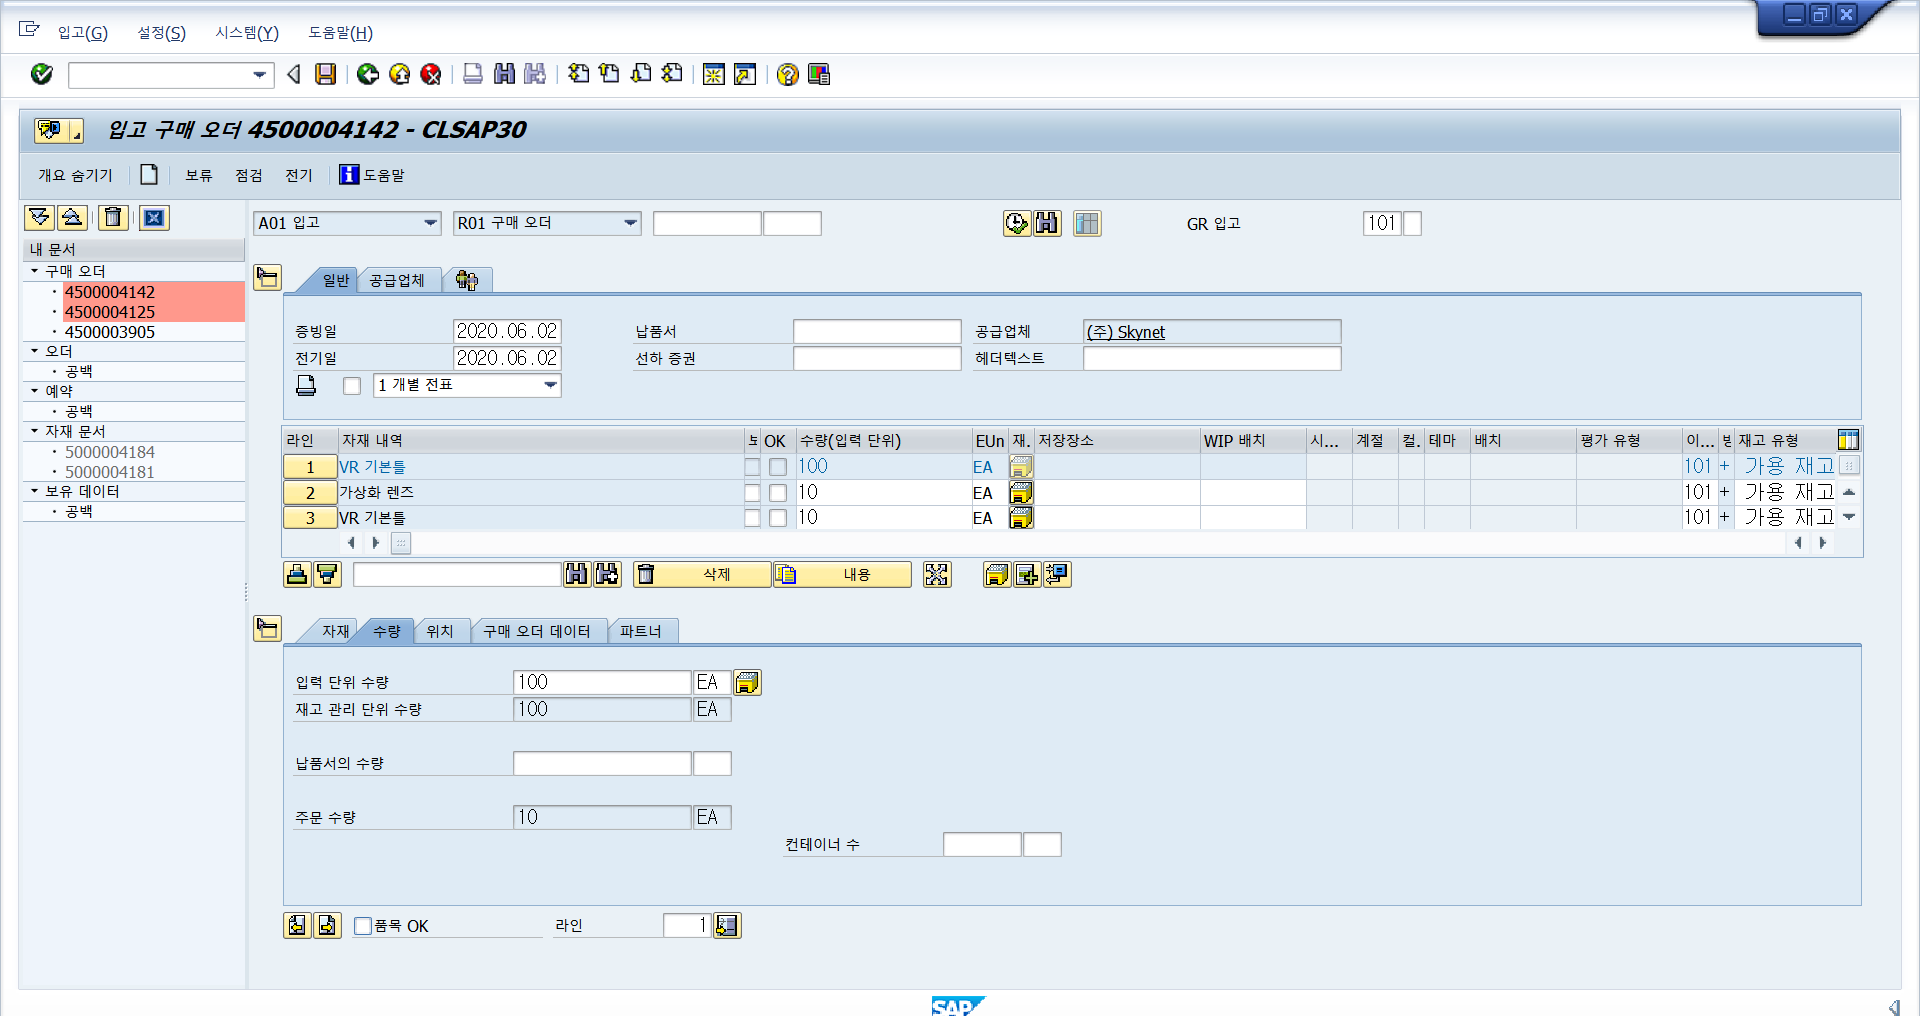 입고(G) 설정(S) 시스템(Y) 도움말(H)
입고 구매 오더 4500004142 - CLSAP30
개요 숨기기 보류 점검 전기 도움말
A01 입고 R01 구매 오더 GR 입고 101
내 문서
구매 오더
4500004142
4500004125
4500003905
오더
공백
예약
공백
자재 문서
5000004184
5000004181
보유 데이터
공백
일반 공급업체
증빙일 2020.06.02 납품서 공급업체 (주) Skynet
전기일 2020.06.02 선하 증권 헤더텍스트
1 개별 전표
라인 자재 내역 OK 수량(입력 단위) EUn 재. 저장장소 WIP 배치 시... 계절 컬. 테마 배치 평가 유형 이... 재고 유형
1 VR 기본틀 100 EA 101 + 가용 재고
2 가상화 렌즈 10 EA 101 + 가용 재고
3 VR 기본틀 10 EA 101 + 가용 재고
삭제 내용
자재 수량 위치 구매 오더 데이터 파트너
입력 단위 수량 100 EA
재고 관리 단위 수량 100 EA
납품서의 수량
주문 수량 10 EA
컨테이너 수
품목 OK 라인 1
SAP